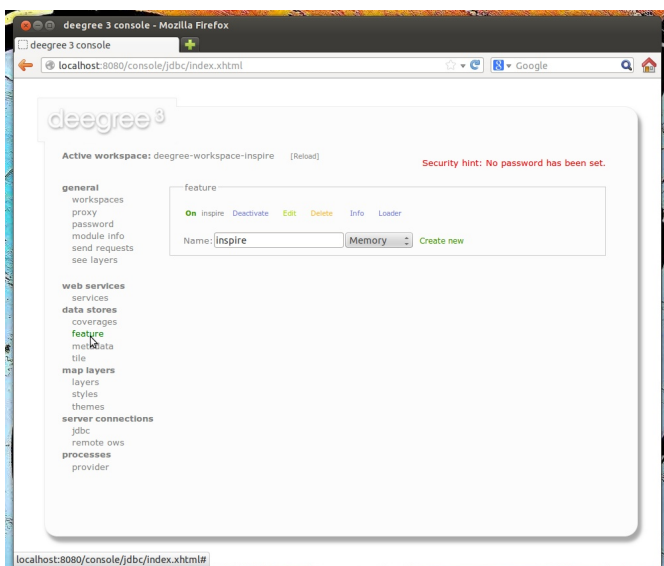 deegree 3 console - Mozilla Firefox
deegree 3 console
localhost:8080/console/jdbc/index.xhtml
Google
deegree 3
Active workspace: deegree-workspace-inspire [Reload]
Security hint: No password has been set.
general
workspaces
proxy
password
module info
send requests
see layers
web services
services
data stores
coverages
feature
metadata
tile
map layers
layers
styles
themes
server connections
jdbc
remote ows
processes
provider
feature
On inspire Deactivate Edit Delete Info Loader
Name: inspire Memory Create new
localhost:8080/console/jdbc/index.xhtml#